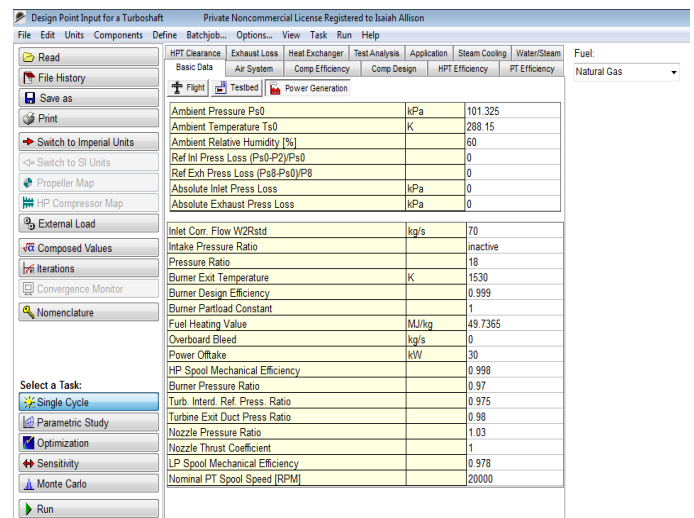 Design Point Input for a Turboshaft Private Noncommercial License Registered to Isaiah Allison
File Edit Units Components Define Batchjob... Options... View Task Run Help
Read
File History
Save as
Print
Switch to Imperial Units
Switch to SI Units
Propeller Map
HP Compressor Map
External Load
Composed Values
Iterations
Convergence Monitor
Nomenclature
Select a Task:
Single Cycle
Parametric Study
Optimization
Sensitivity
Monte Carlo
Run
HPT Clearance Exhaust Loss Heat Exchanger Test Analysis Application Steam Cooling Water/Steam
Basic Data Air System Comp Efficiency Comp Design HPT Efficiency PT Efficiency
Flight Testbed Power Generation
Ambient Pressure Ps0 kPa 101.325
Ambient Temperature Ts0 K 288.15
Ambient Relative Humidity [%] 60
Ref Inl Press Loss (Ps0-P2)/Ps0 0
Ref Exh Press Loss (Ps8-Ps0)/P8 0
Absolute Inlet Press Loss kPa 0
Absolute Exhaust Press Loss kPa 0
Inlet Corr. Flow W2Rstd kg/s 70
Intake Pressure Ratio inactive
Pressure Ratio 18
Burner Exit Temperature K 1530
Burner Design Efficiency 0.999
Burner Partload Constant 1
Fuel Heating Value MJ/kg 49.7365
Overboard Bleed kg/s 0
Power Offtake kW 30
HP Spool Mechanical Efficiency 0.998
Burner Pressure Ratio 0.97
Turb. Interd. Ref. Press. Ratio 0.975
Turbine Exit Duct Press Ratio 0.98
Nozzle Pressure Ratio 1.03
Nozzle Thrust Coefficient 1
LP Spool Mechanical Efficiency 0.978
Nominal PT Spool Speed [RPM] 20000
Fuel:
Natural Gas